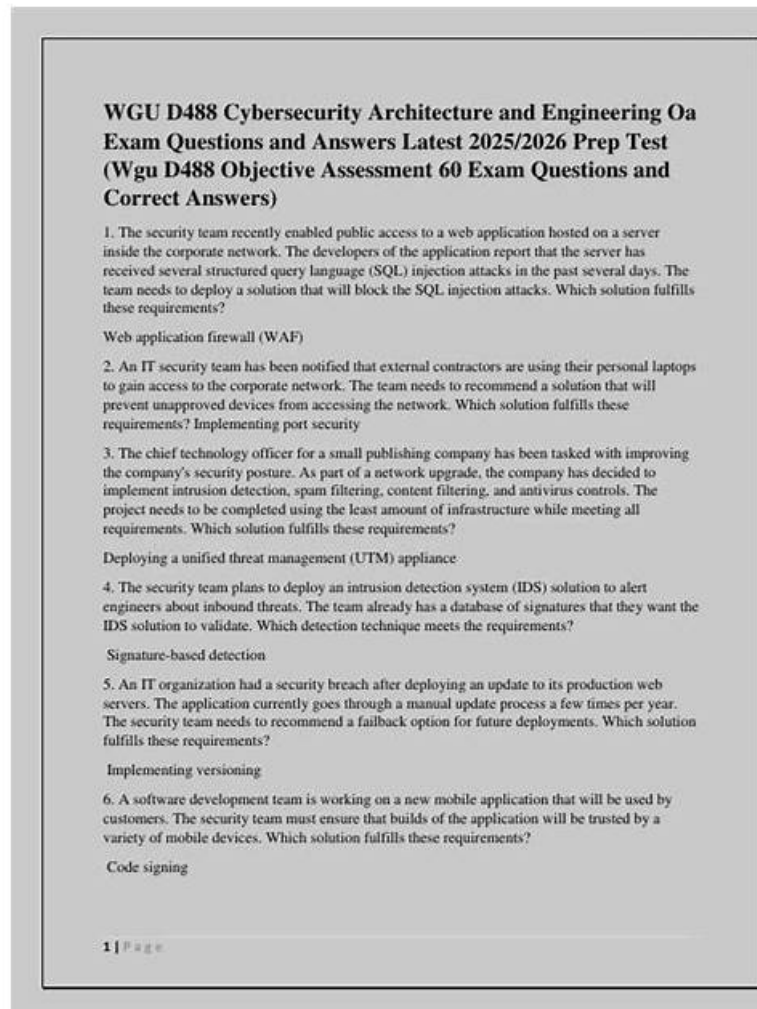 WGU D488 Cybersecurity Architecture and Engineering Oa
Exam Questions and Answers Latest 2025/2026 Prep Test
(Wgu D488 Objective Assessment 60 Exam Questions and
Correct Answers)
1. The security team recently enabled public access to a web application hosted on a server
inside the corporate network. The developers of the application report that the server has
received several structured query language (SQL) injection attacks in the past several days. The
team needs to deploy a solution that will block the SQL injection attacks. Which solution fulfills
these requirements?
Web application firewall (WAF)
2. An IT security team has been notified that external contractors are using their personal laptops
to gain access to the corporate network. The team needs to recommend a solution that will
prevent unapproved devices from accessing the network. Which solution fulfills these
requirements? Implementing port security
3. The chief technology officer for a small publishing company has been tasked with improving
the company's security posture. As part of a network upgrade, the company has decided to
implement intrusion detection, spam filtering, content filtering, and antivirus controls. The
project needs to be completed using the least amount of infrastructure while meeting all
requirements. Which solution fulfills these requirements?
Deploying a unified threat management (UTM) appliance
4. The security team plans to deploy an intrusion detection system (IDS) solution to alert
engineers about inbound threats. The team already has a database of signatures that they want the
IDS solution to validate. Which detection technique meets the requirements?
Signature-based detection
5. An IT organization had a security breach after deploying an update to its production web
servers. The application currently goes through a manual update process a few times per year.
The security team needs to recommend a failback option for future deployments. Which solution
fulfills these requirements?
Implementing versioning
6. A software development team is working on a new mobile application that will be used by
customers. The security team must ensure that builds of the application will be trusted by a
variety of mobile devices. Which solution fulfills these requirements?
Code signing
1 | Page